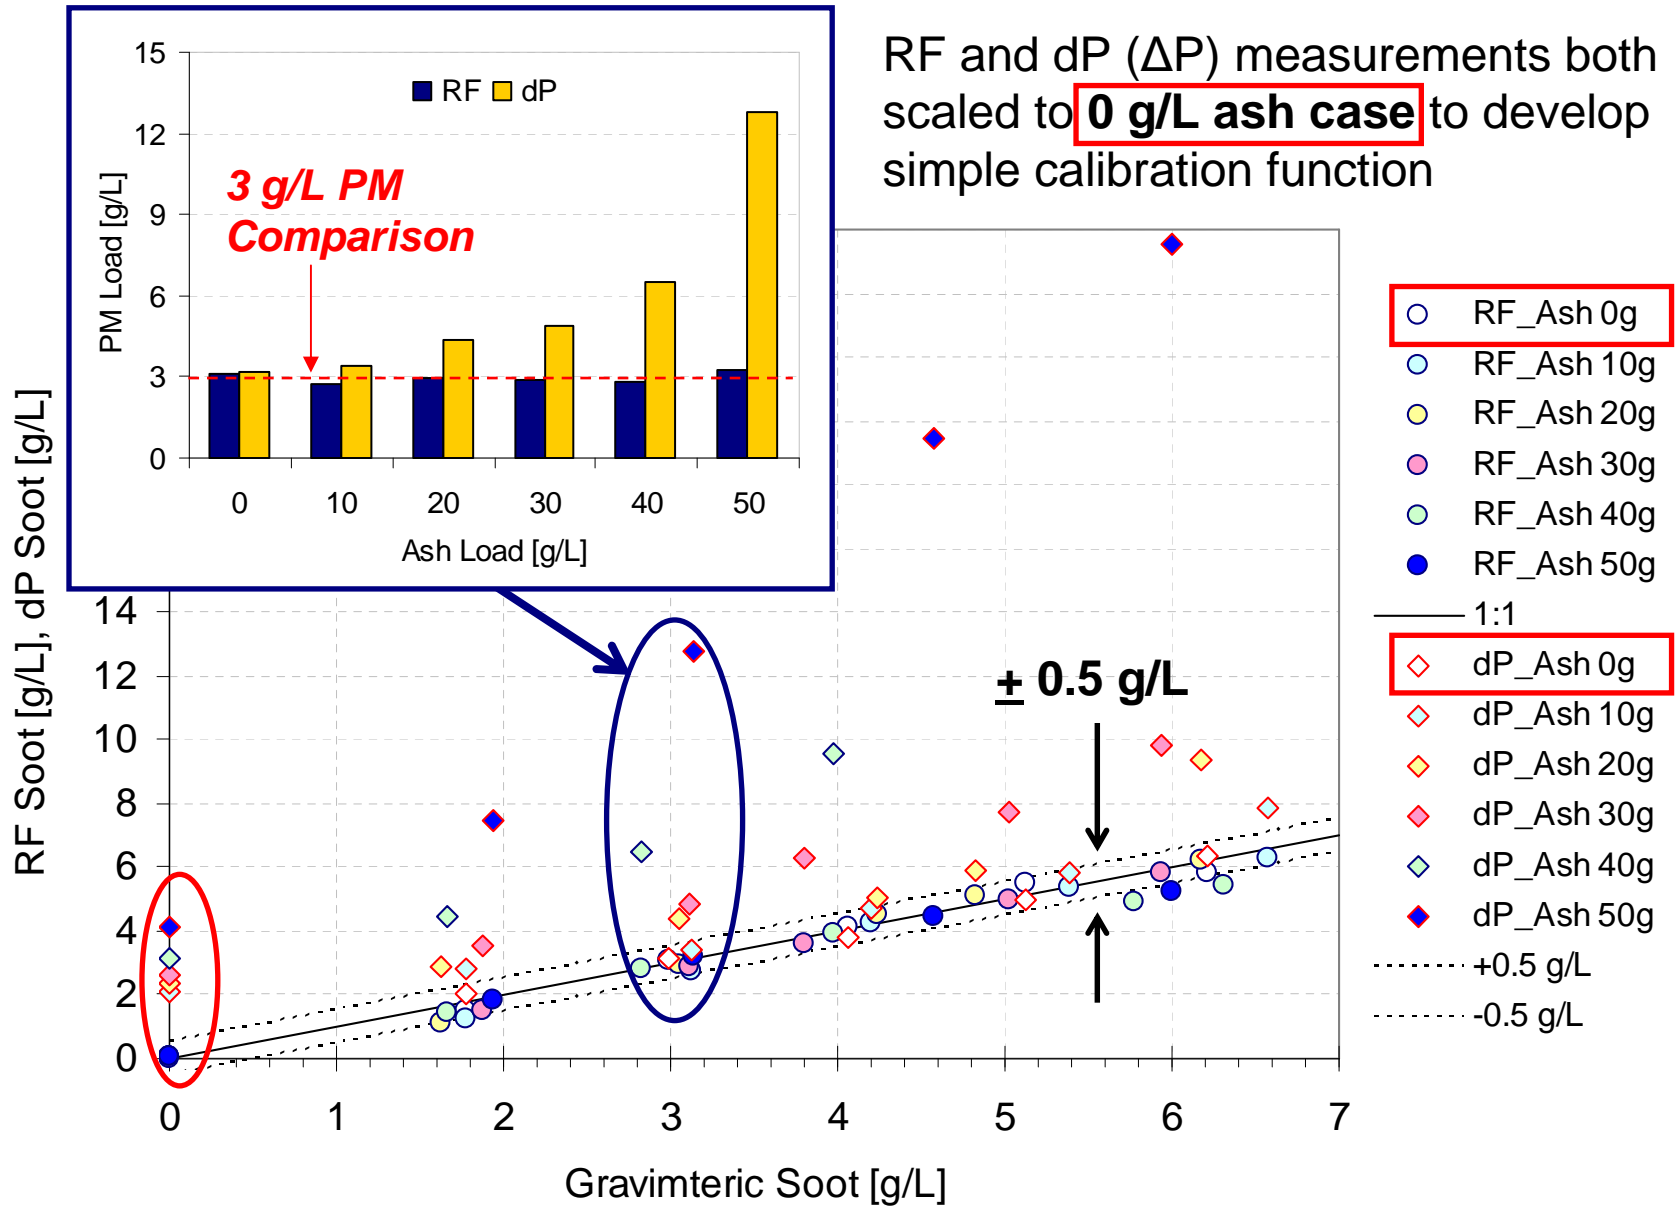 RF and dP (ΔP) measurements both
scaled to 0 g/L ash case to develop
simple calibration function
15
12
9
6
3
0
PM Load [g/L]
RF dP
3 g/L PM
Comparison
0 10 20 30 40 50
Ash Load [g/L]
RF Soot [g/L], dP Soot [g/L]
14
12
10
8
6
4
2
0
± 0.5 g/L
0 1 2 3 4 5 6 7
Gravimteric Soot [g/L]
RF_Ash 0g
RF_Ash 10g
RF_Ash 20g
RF_Ash 30g
RF_Ash 40g
RF_Ash 50g
1:1
dP_Ash 0g
dP_Ash 10g
dP_Ash 20g
dP_Ash 30g
dP_Ash 40g
dP_Ash 50g
+0.5 g/L
-0.5 g/L